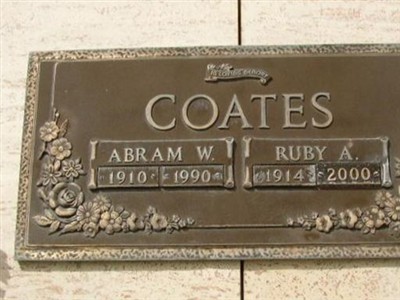 COATES
ABRAM W.
1910 1990
RUBY A.
1914 2000